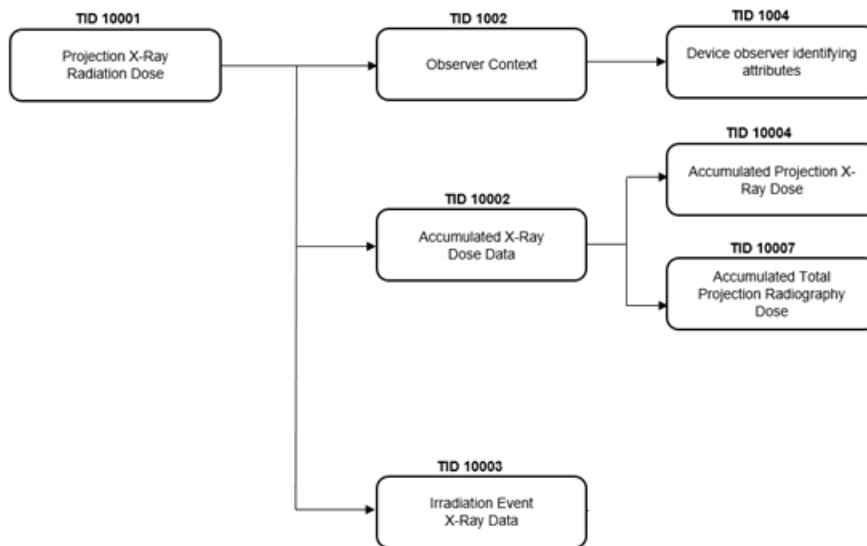 TID 10001
Projection X-Ray
Radiation Dose
TID 1002
Observer Context
TID 1004
Device observer identifying
attributes
TID 10002
Accumulated X-Ray
Dose Data
TID 10004
Accumulated Projection X-
Ray Dose
TID 10007
Accumulated Total
Projection Radiography
Dose
TID 10003
Irradiation Event
X-Ray Data